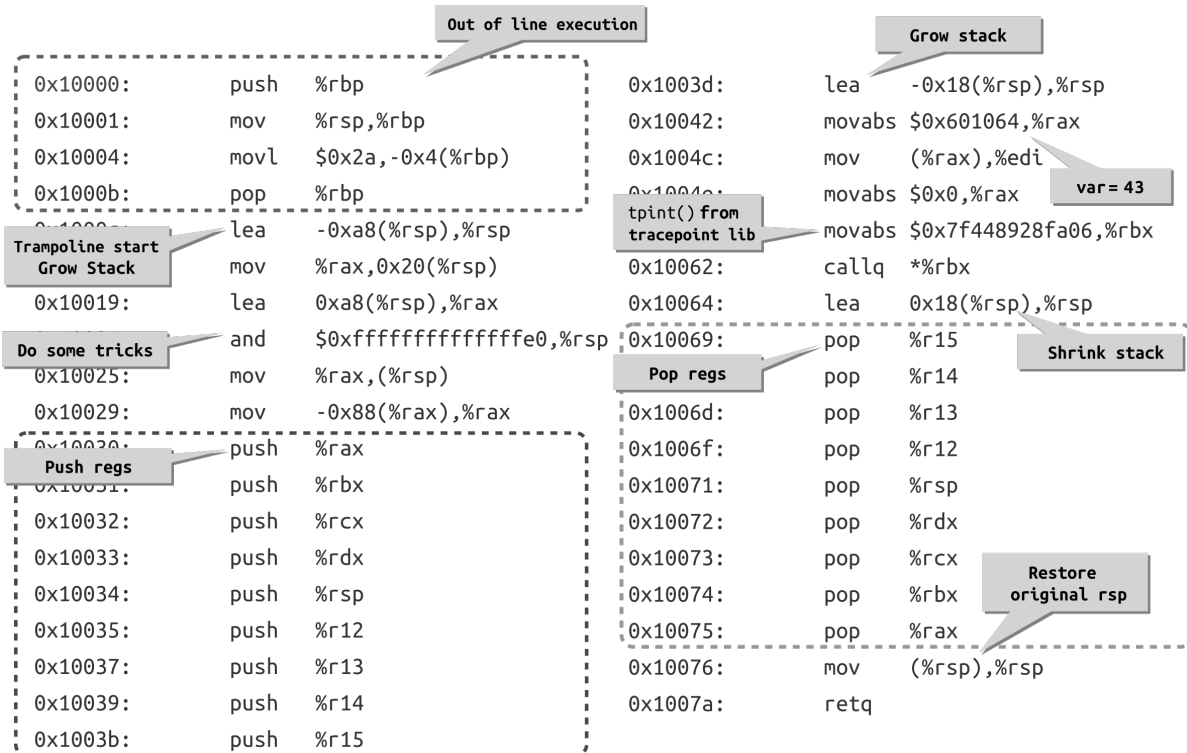 Out of line execution
0x10000: push %rbp
0x10001: mov %rsp,%rbp
0x10004: movl $0x2a,-0x4(%rbp)
0x1000b: pop %rbp
Trampoline start
Grow Stack
lea -0xa8(%rsp),%rsp
mov %rax,0x20(%rsp)
0x10019: lea 0xa8(%rsp),%rax
Do some tricks
and $0xffffffffffffffe0,%rsp
0x10025: mov %rax,(%rsp)
0x10029: mov -0x88(%rax),%rax
Push regs
push %rax
push %rbx
0x10032: push %rcx
0x10033: push %rdx
0x10034: push %rsp
0x10035: push %r12
0x10037: push %r13
0x10039: push %r14
0x1003b: push %r15
Grow stack
0x1003d: lea -0x18(%rsp),%rsp
0x10042: movabs $0x601064,%rax
0x1004c: mov (%rax),%edi
var= 43
movabs $0x0,%rax
tpint() from
tracepoint lib
movabs $0x7f448928fa06,%rbx
0x10062: callq *%rbx
0x10064: lea 0x18(%rsp),%rsp
Shrink stack
0x10069: pop %r15
Pop regs
pop %r14
0x1006d: pop %r13
0x1006f: pop %r12
0x10071: pop %rsp
0x10072: pop %rdx
0x10073: pop %rcx
0x10074: pop %rbx
0x10075: pop %rax
Restore
original rsp
0x10076: mov (%rsp),%rsp
0x1007a: retq